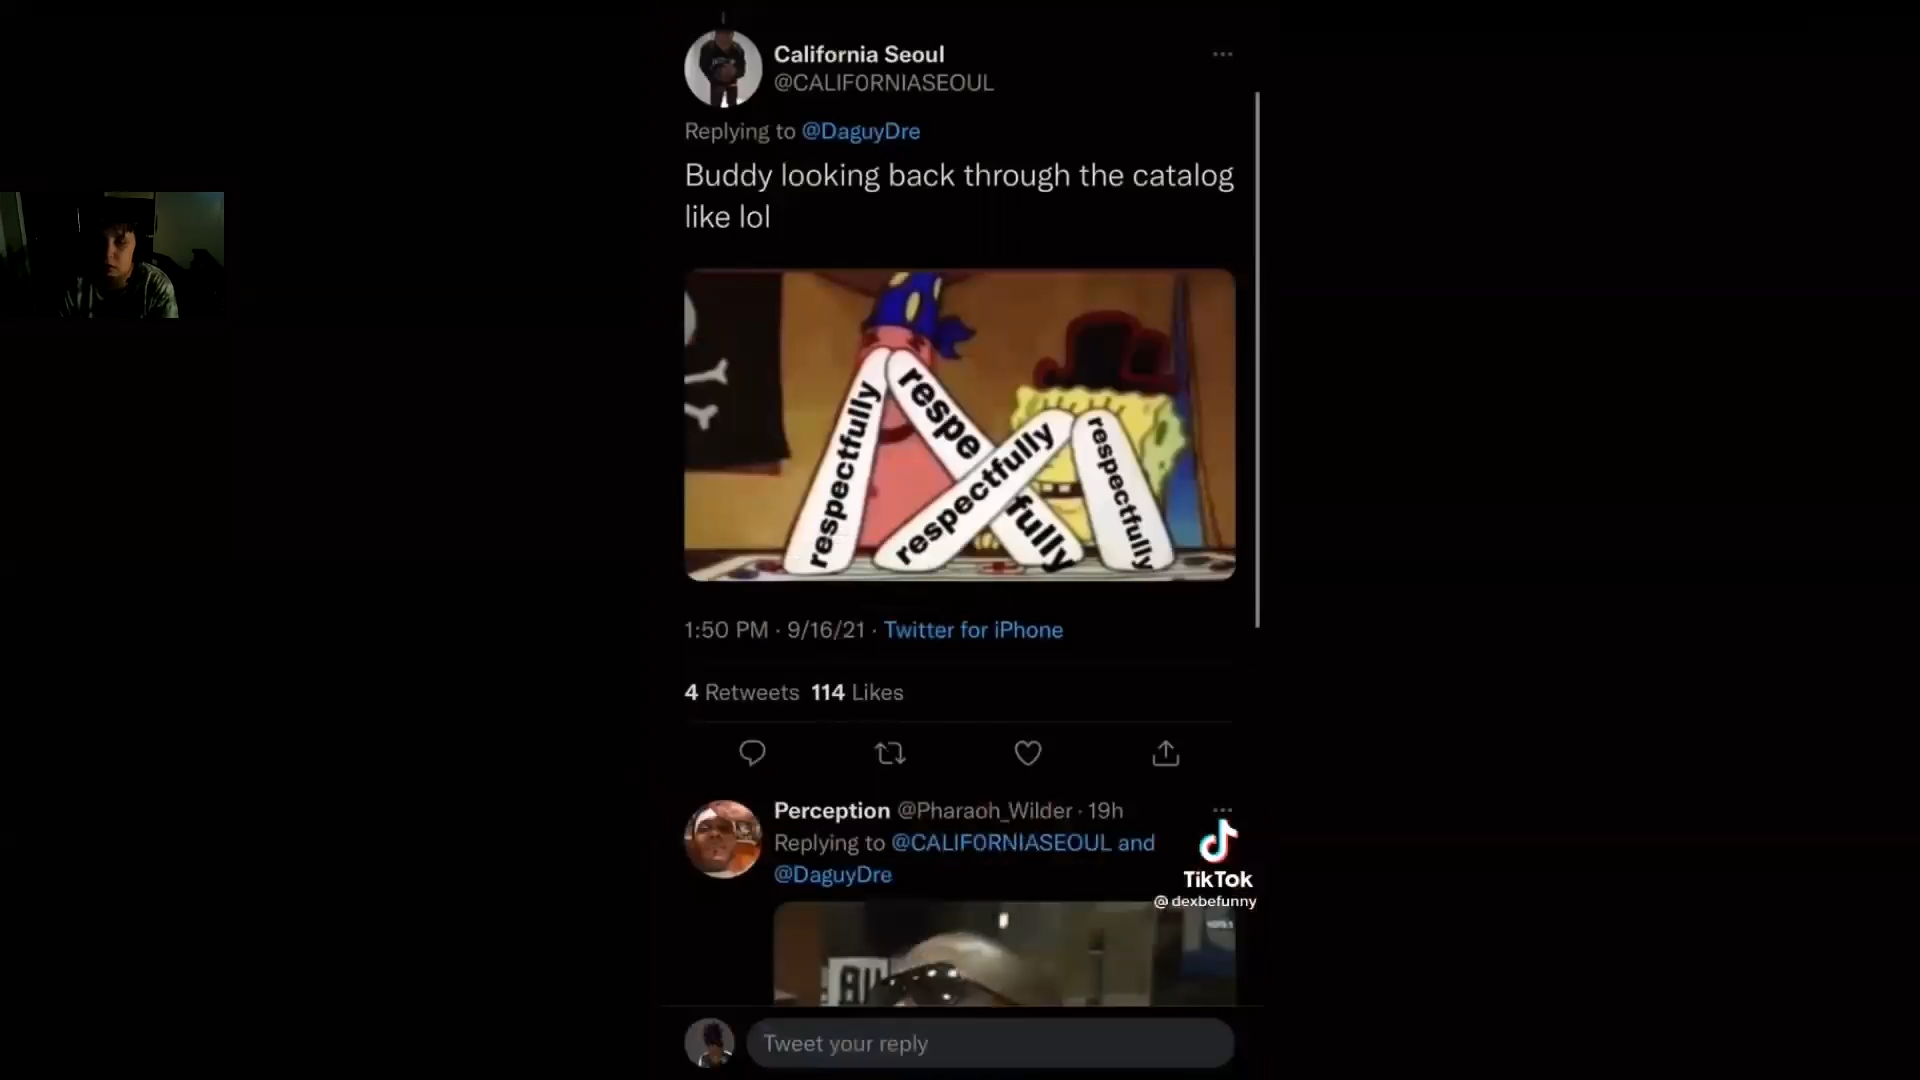 California Seoul
@CALIF0RNIASEOUL
Replying to @DaguyDre
Buddy looking back through the catalog
like lol
respectfully
respe
fully
respectfully
respectfully
1:50 PM · 9/16/21 · Twitter for iPhone
4 Retweets 114 Likes
Perception @Pharaoh_Wilder · 19h
Replying to @CALIF0RNIASEOUL and
@DaguyDre
TikTok
@dexbefunny
Tweet your reply